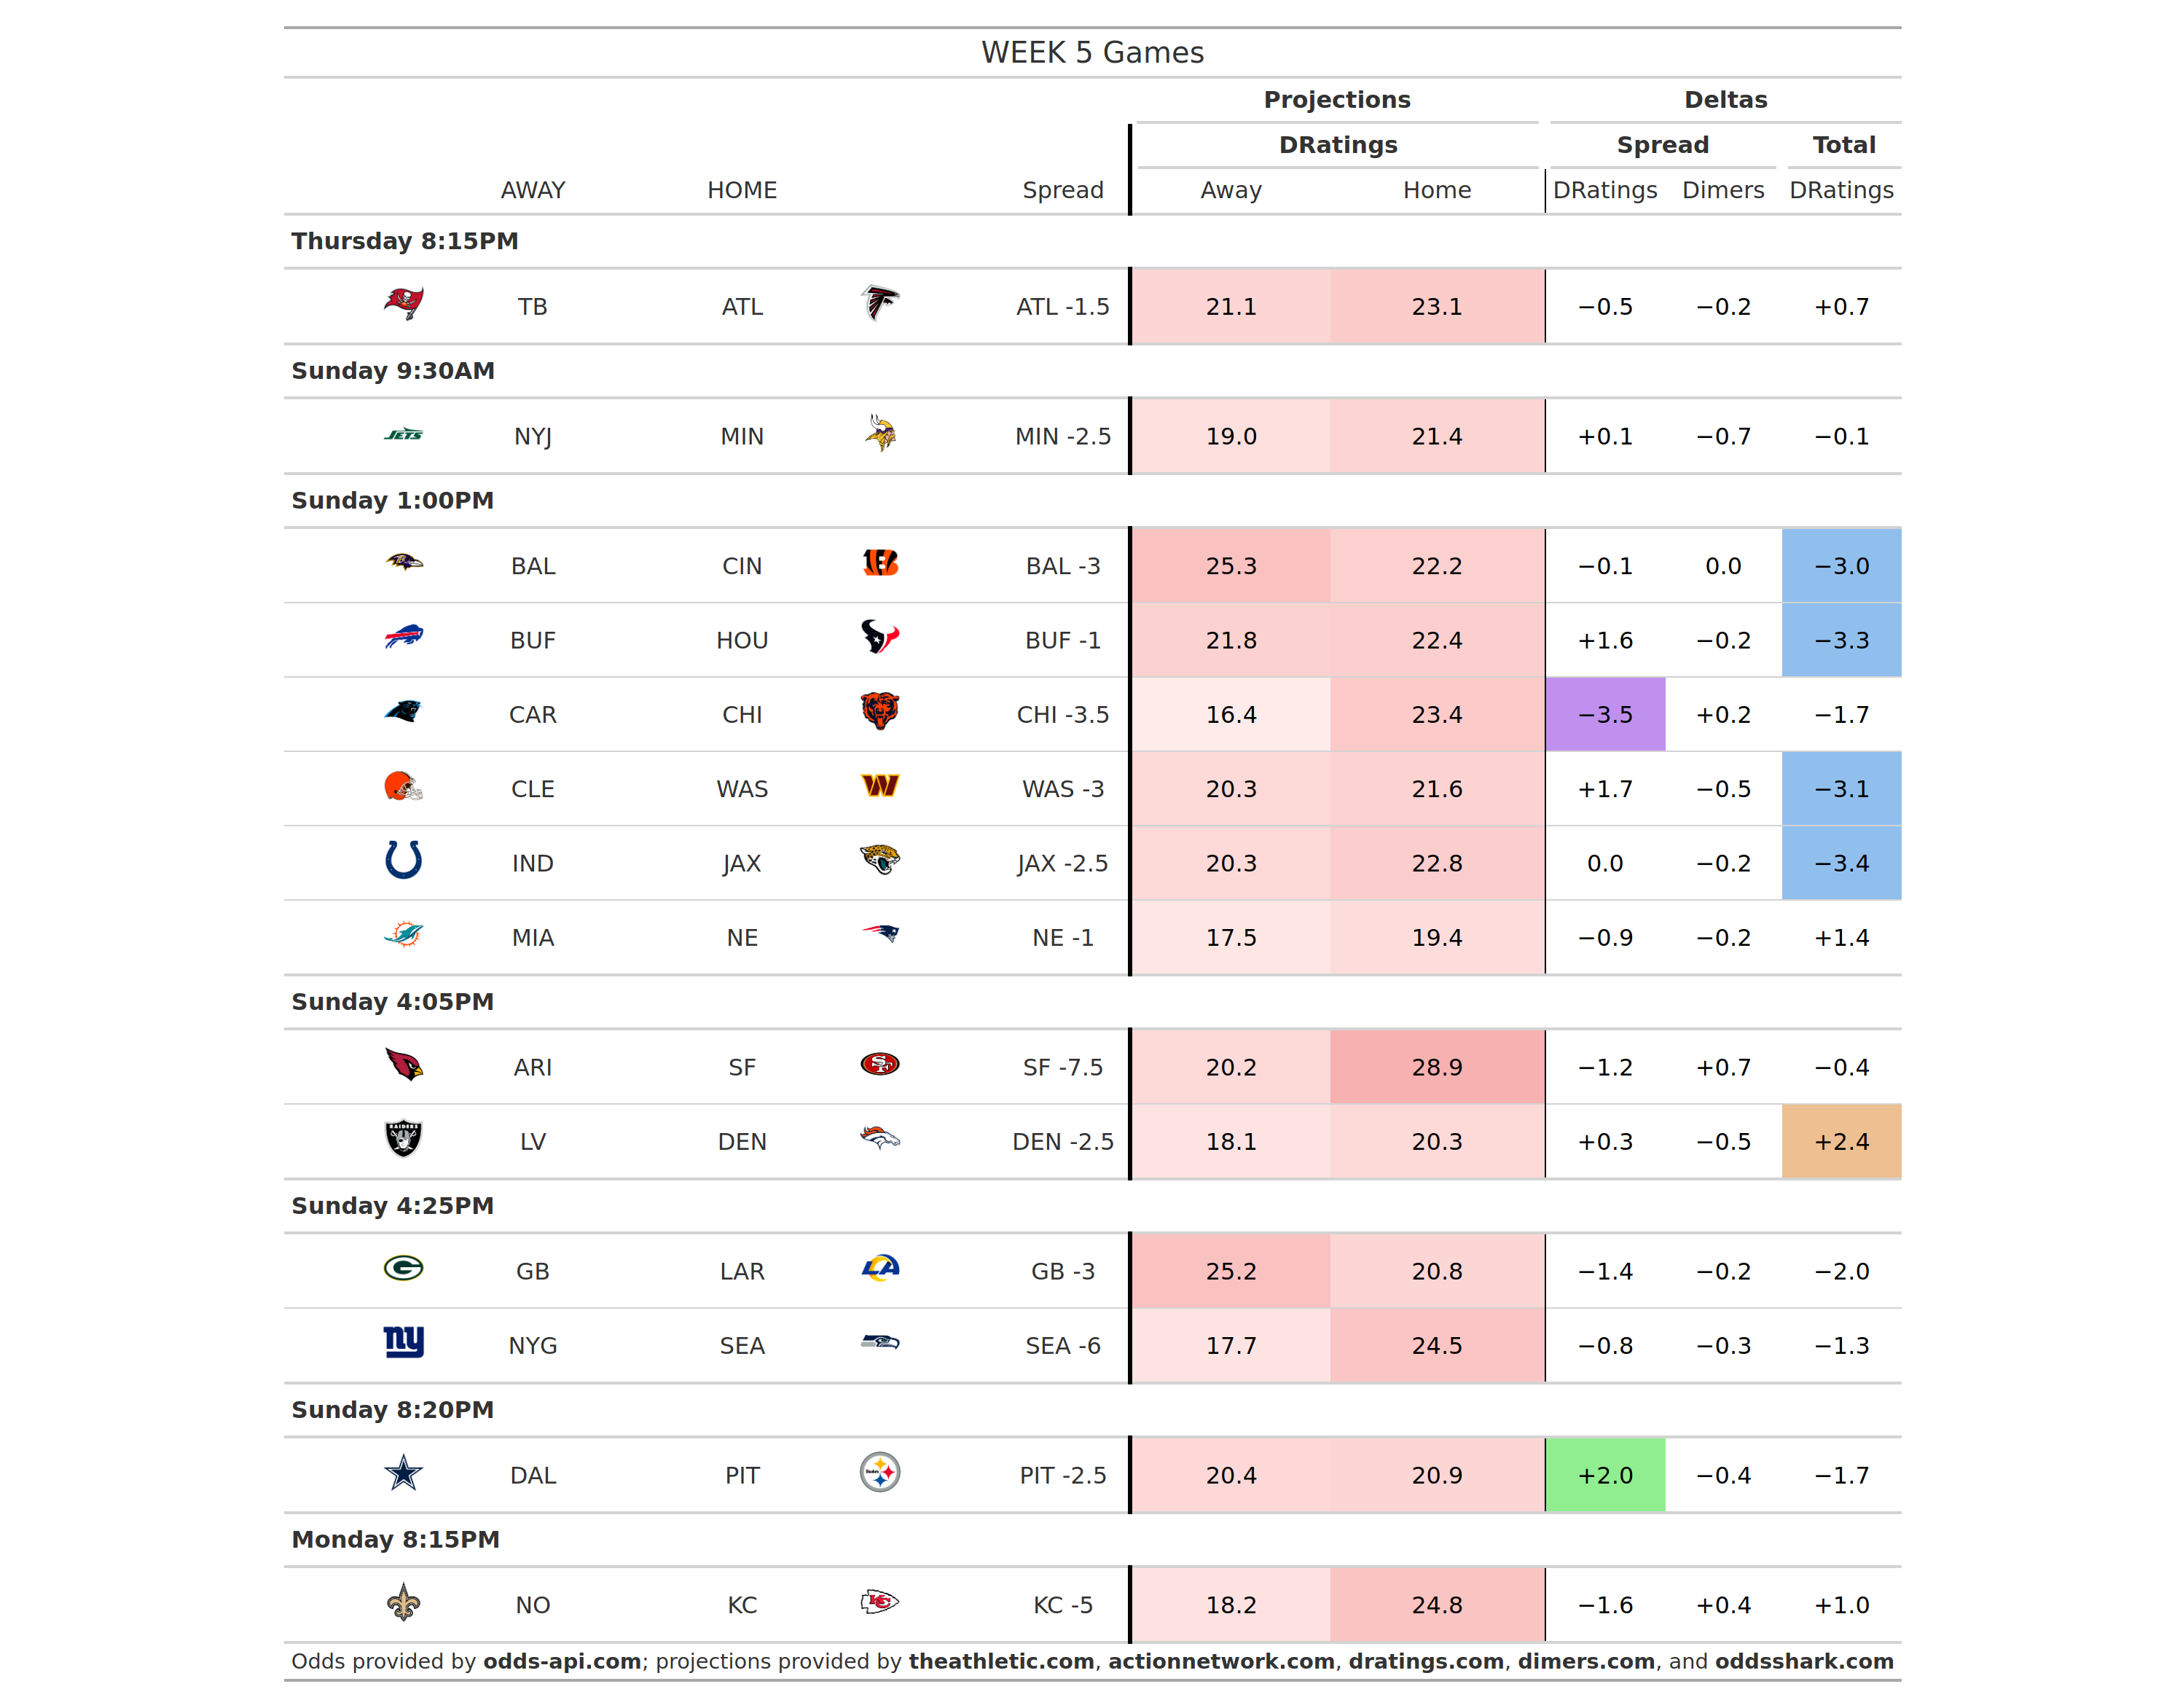 WEEK 5 Games
Projections Deltas
DRatings Spread Total
AWAY HOME Spread Away Home DRatings Dimers DRatings
Thursday 8:15PM
TB ATL ATL -1.5 21.1 23.1 −0.5 −0.2 +0.7
Sunday 9:30AM
JETS NYJ MIN MIN -2.5 19.0 21.4 +0.1 −0.7 −0.1
Sunday 1:00PM
BAL CIN BAL -3 25.3 22.2 −0.1 0.0 −3.0
BUF HOU BUF -1 21.8 22.4 +1.6 −0.2 −3.3
CAR CHI CHI -3.5 16.4 23.4 −3.5 +0.2 −1.7
CLE WAS W WAS -3 20.3 21.6 +1.7 −0.5 −3.1
IND JAX JAX -2.5 20.3 22.8 0.0 −0.2 −3.4
MIA NE NE -1 17.5 19.4 −0.9 −0.2 +1.4
Sunday 4:05PM
ARI SF SF SF -7.5 20.2 28.9 −1.2 +0.7 −0.4
RAIDERS LV DEN DEN -2.5 18.1 20.3 +0.3 −0.5 +2.4
Sunday 4:25PM
G GB LAR LA GB -3 25.2 20.8 −1.4 −0.2 −2.0
ny NYG SEA SEA -6 17.7 24.5 −0.8 −0.3 −1.3
Sunday 8:20PM
DAL PIT Steelers PIT -2.5 20.4 20.9 +2.0 −0.4 −1.7
Monday 8:15PM
NO KC KC KC -5 18.2 24.8 −1.6 +0.4 +1.0
Odds provided by odds-api.com; projections provided by theathletic.com, actionnetwork.com, dratings.com, dimers.com, and oddsshark.com